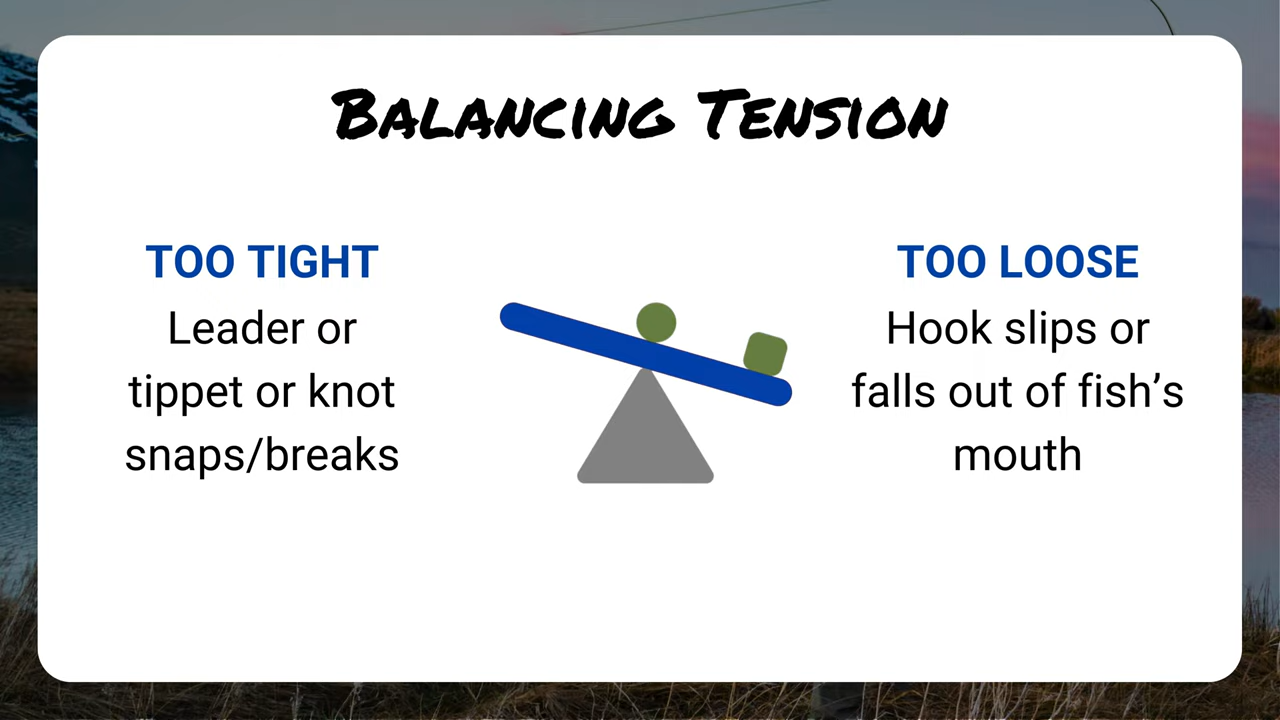 BALANCING TENSION
TOO TIGHT
Leader or
tippet or knot
snaps/breaks
TOO LOOSE
Hook slips or
falls out of fish’s
mouth